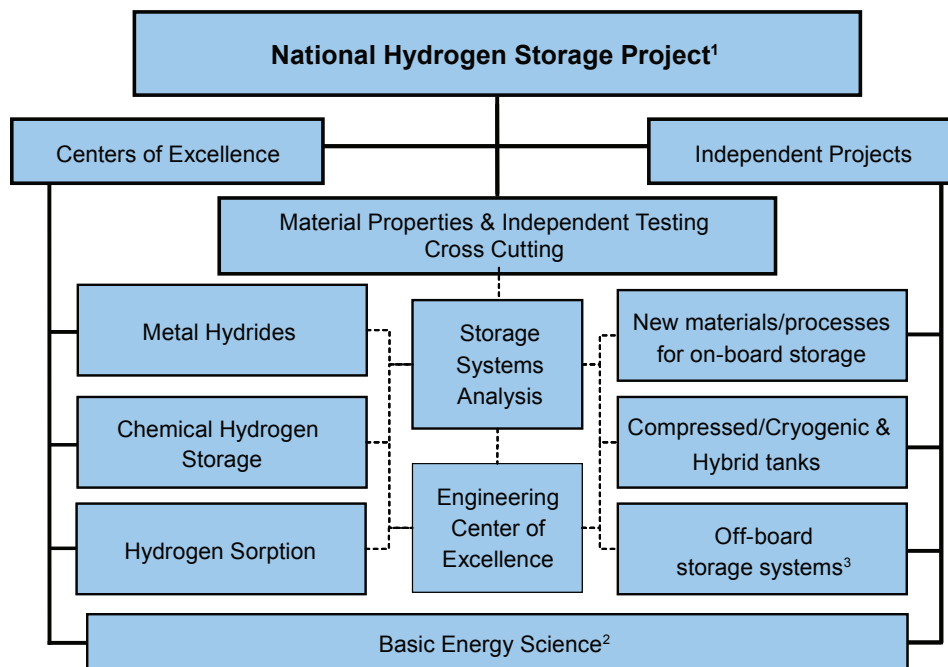 National Hydrogen Storage Project¹
Centers of Excellence
Independent Projects
Material Properties & Independent Testing
Cross Cutting
Metal Hydrides
Storage
Systems
Analysis
New materials/processes
for on-board storage
Chemical Hydrogen
Storage
Compressed/Cryogenic &
Hybrid tanks
Hydrogen Sorption
Engineering
Center of
Excellence
Off-board
storage systems³
Basic Energy Science²